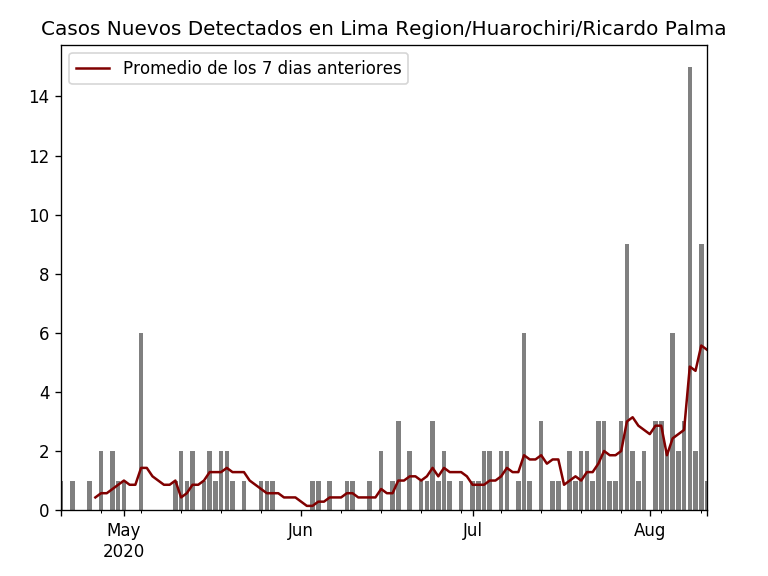 Casos Nuevos Detectados en Lima Region/Huarochiri/Ricardo Palma
Promedio de los 7 dias anteriores
14
12
10
8
6
4
2
0
May
2020
Jun
Jul
Aug